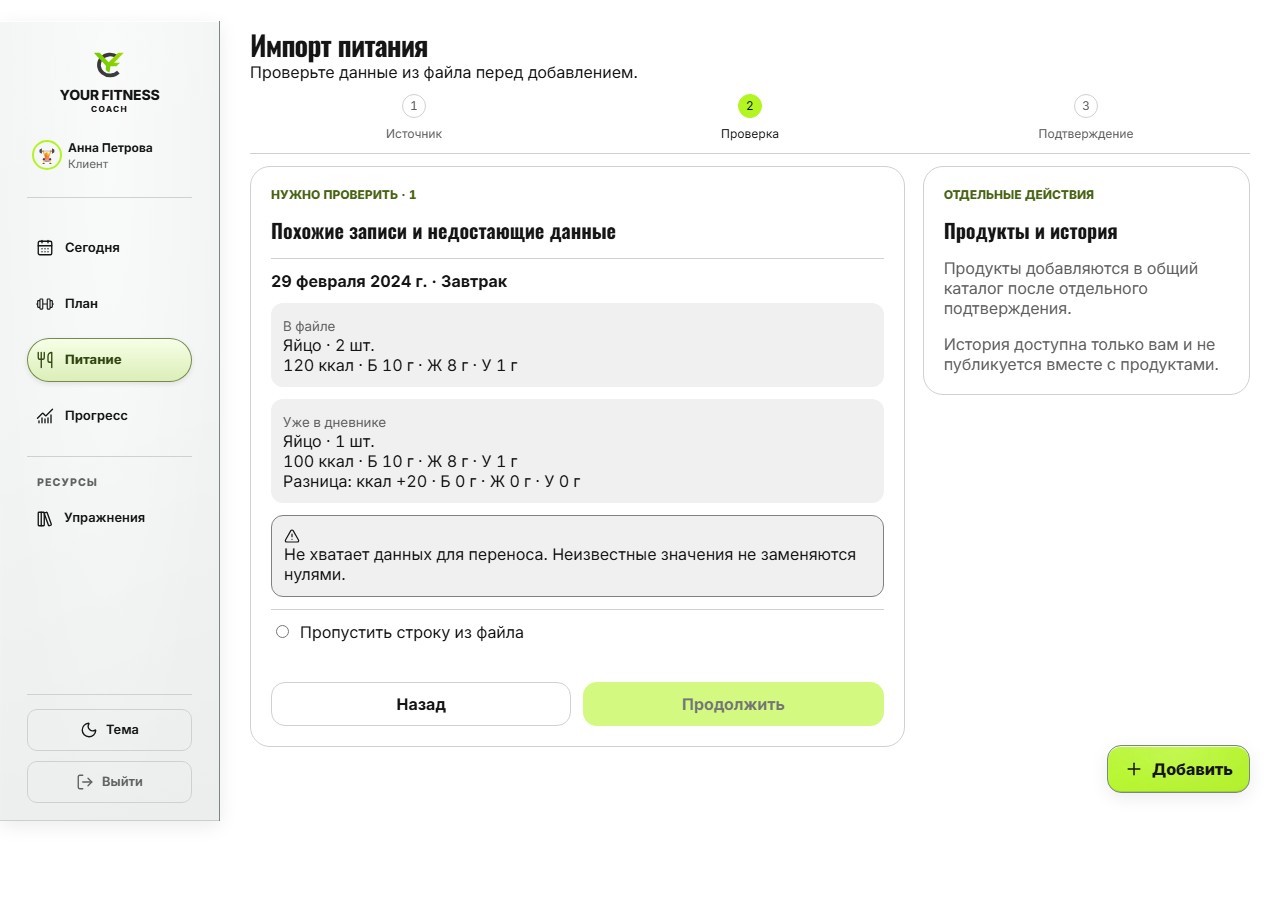 YOUR FITNESS
COACH
Анна Петрова
Клиент
Сегодня
План
Питание
Прогресс
РЕСУРСЫ
Упражнения
Тема
Выйти
Импорт питания
Проверьте данные из файла перед добавлением.
1
Источник
2
Проверка
3
Подтверждение
НУЖНО ПРОВЕРИТЬ · 1
Похожие записи и недостающие данные
29 февраля 2024 г. · Завтрак
В файле
Яйцо · 2 шт.
120 ккал · Б 10 г · Ж 8 г · У 1 г
Уже в дневнике
Яйцо · 1 шт.
100 ккал · Б 10 г · Ж 8 г · У 1 г
Разница: ккал +20 · Б 0 г · Ж 0 г · У 0 г
Не хватает данных для переноса. Неизвестные значения не заменяются
нулями.
Пропустить строку из файла
Назад
Продолжить
ОТДЕЛЬНЫЕ ДЕЙСТВИЯ
Продукты и история
Продукты добавляются в общий
каталог после отдельного
подтверждения.
История доступна только вам и не
публикуется вместе с продуктами.
Добавить